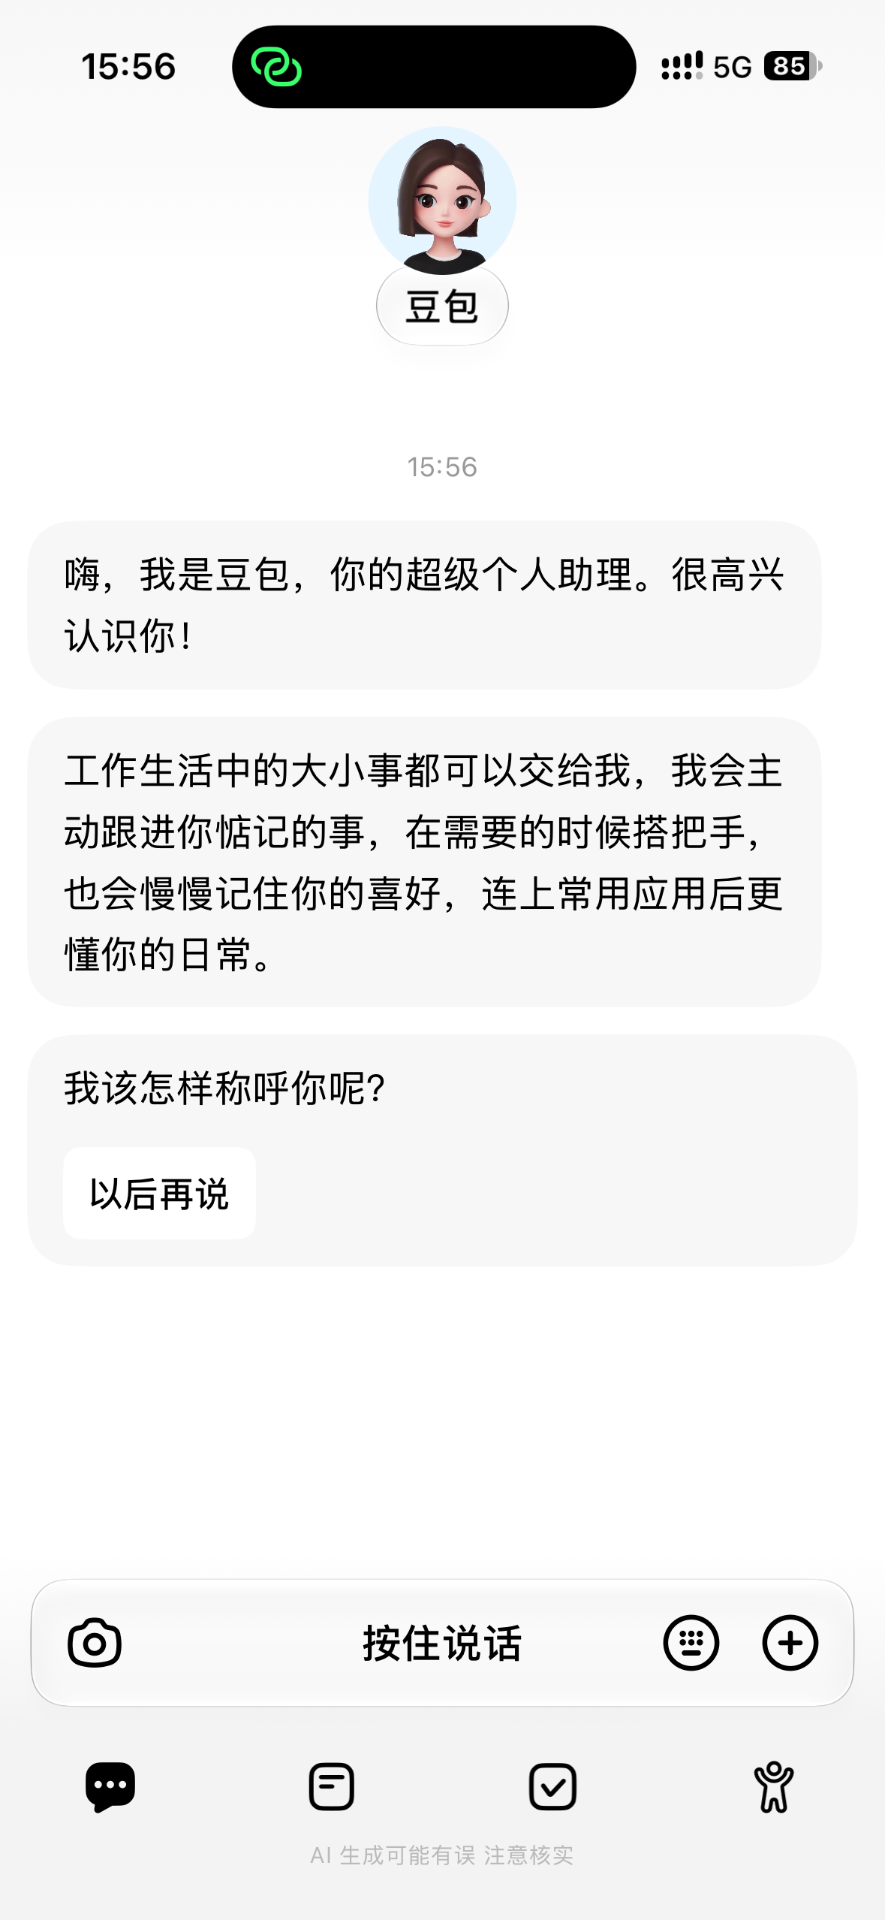 15:56
5G
85
豆包
15:56
嗨，我是豆包，你的超级个人助理。很高兴
认识你！
工作生活中的大小事都可以交给我，我会主
动跟进你惦记的事，在需要的时候搭把手，
也会慢慢记住你的喜好，连上常用应用后更
懂你的日常。
我该怎样称呼你呢?
以后再说
按住说话
AI 生成可能有误 注意核实